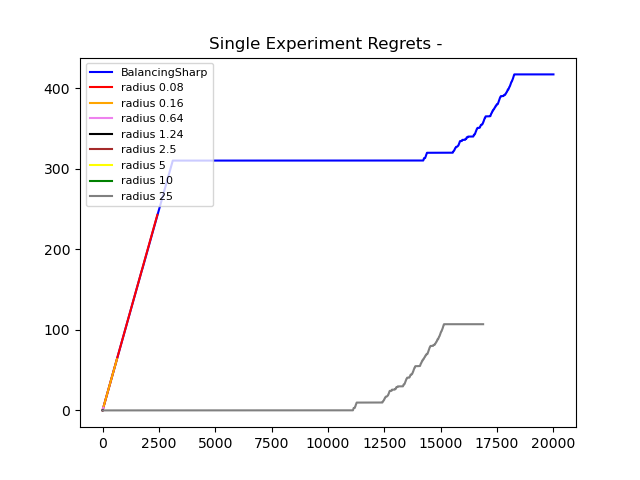 Single Experiment Regrets -
BalancingSharp
radius 0.08
radius 0.16
radius 0.64
radius 1.24
radius 2.5
radius 5
radius 10
radius 25
400
300
200
100
0
0 2500 5000 7500 10000 12500 15000 17500 20000